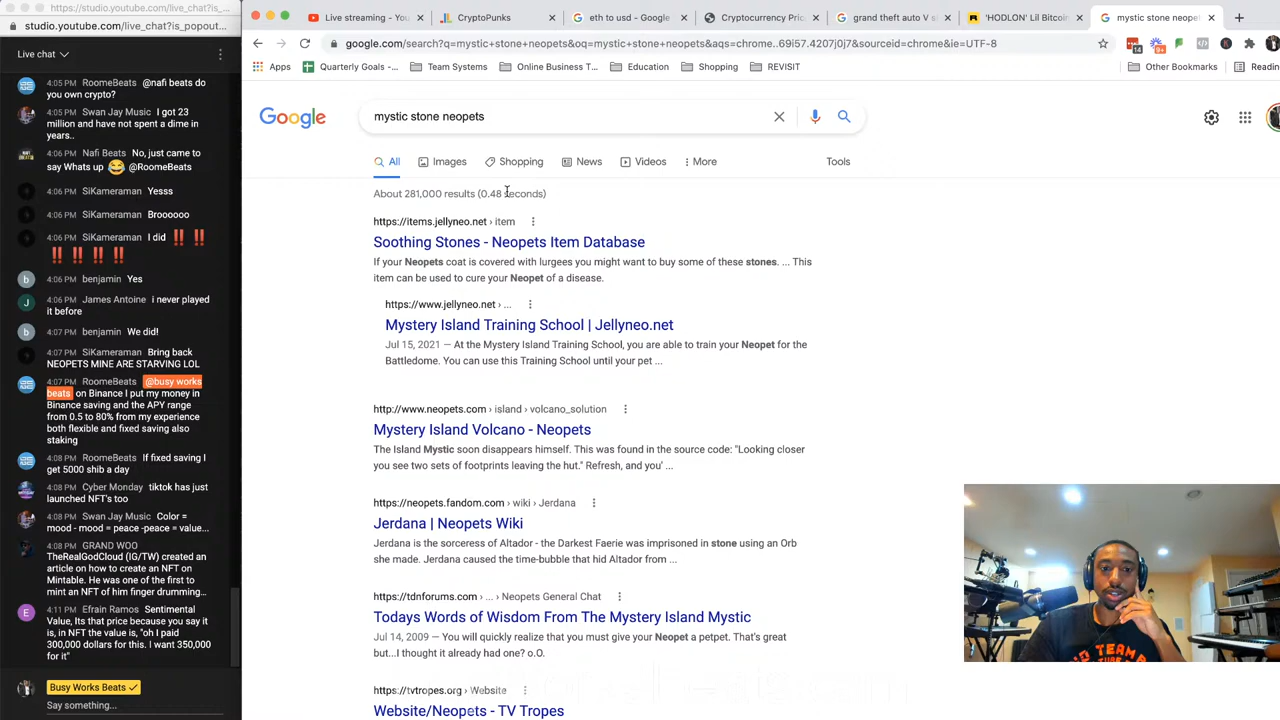 https://studio.youtube.com/live_chat?is_...
studio.youtube.com/live_chat?is_popout...
Live chat
4:05 PM RoomeBeats @nafi beats do
you own crypto?
4:05 PM Swan Jay Music I got 23
million and have not spent a dime in
years..
4:06 PM Nafi Beats No, just came to
say Whats up 😂 @RoomeBeats
4:06 PM SiKameraman Yesss
4:06 PM SiKameraman Broooooo
4:06 PM SiKameraman I did ‼️ ‼️
‼️ ‼️ ‼️ ‼️
b 4:06 PM benjamin Yes
J 4:06 PM James Antoine i never played
it before
b 4:07 PM benjamin We did!
4:07 PM SiKameraman Bring back
NEOPETS MINE ARE STARVING LOL
4:07 PM RoomeBeats @busy works
beats on Binance I put my money in
Binance saving and the APY range
from 0.5 to 80% from my experience
both flexible and fixed saving also
staking
4:08 PM RoomeBeats If fixed saving I
get 5000 shib a day
4:08 PM Cyber Monday tiktok has just
launched NFT's too
4:08 PM Swan Jay Music Color =
mood - mood = peace -peace = value...
4:08 PM GRAND WOO
TheRealGodCloud (IG/TW) created an
article on how to create an NFT on
Mintable. He was one of the first to
mint an NFT of him finger drumming...
E 4:11 PM Efrain Ramos Sentimental
Value, Its that price because you say it
is, in NFT the value is, "oh I paid
300,000 dollars for this. I want 350,000
for it"
Busy Works Beats ✓
Say something...
Live streaming - You × CryptoPunks × eth to usd - Google × Cryptocurrency Pric × grand theft auto V s × 'HODLON' Lil Bitcoin × mystic stone neopet × +
google.com/search?q=mystic+stone+neopets&oq=mystic+stone+neopets&aqs=chrome..69i57.4207j0j7&sourceid=chrome&ie=UTF-8
14
Apps Quarterly Goals -... Team Systems Online Business T... Education Shopping REVISIT Other Bookmarks Readin
Google
mystic stone neopets
All Images Shopping News Videos More Tools
About 281,000 results (0.48 seconds)
https://items.jellyneo.net › item
Soothing Stones - Neopets Item Database
If your Neopets coat is covered with lurgees you might want to buy some of these stones. ... This
item can be used to cure your Neopet of a disease.
https://www.jellyneo.net › ...
Mystery Island Training School | Jellyneo.net
Jul 15, 2021 — At the Mystery Island Training School, you are able to train your Neopet for the
Battledome. You can use this Training School until your pet ...
http://www.neopets.com › island › volcano_solution
Mystery Island Volcano - Neopets
The Island Mystic soon disappears himself. This was found in the source code: "Looking closer
you see two sets of footprints leaving the hut." Refresh, and you' ...
https://neopets.fandom.com › wiki › Jerdana
Jerdana | Neopets Wiki
Jerdana is the sorceress of Altador - the Darkest Faerie was imprisoned in stone using an Orb
she made. Jerdana caused the time-bubble that hid Altador from ...
https://tdnforums.com › ... › Neopets General Chat
Todays Words of Wisdom From The Mystery Island Mystic
Jul 14, 2009 — You will quickly realize that you must give your Neopet a petpet. That's great
but...I thought it already had one? o.O.
https://tvtropes.org › Website
Website/Neopets - TV Tropes